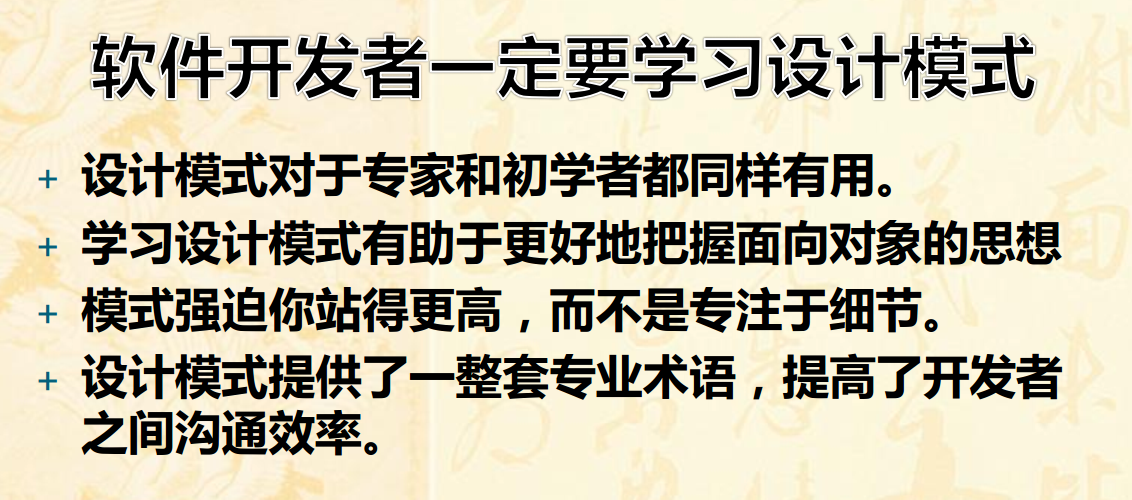 软件开发者一定要学习设计模式
+ 设计模式对于专家和初学者都同样有用。
+ 学习设计模式有助于更好地把握面向对象的思想
+ 模式强迫你站得更高，而不是专注于细节。
+ 设计模式提供了一整套专业术语，提高了开发者
之间沟通效率。